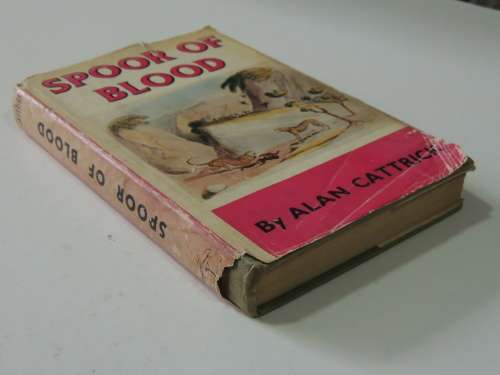 SPOOR OF
BLOOD
By ALAN CATTRICK
SPOOR OF BLOOD